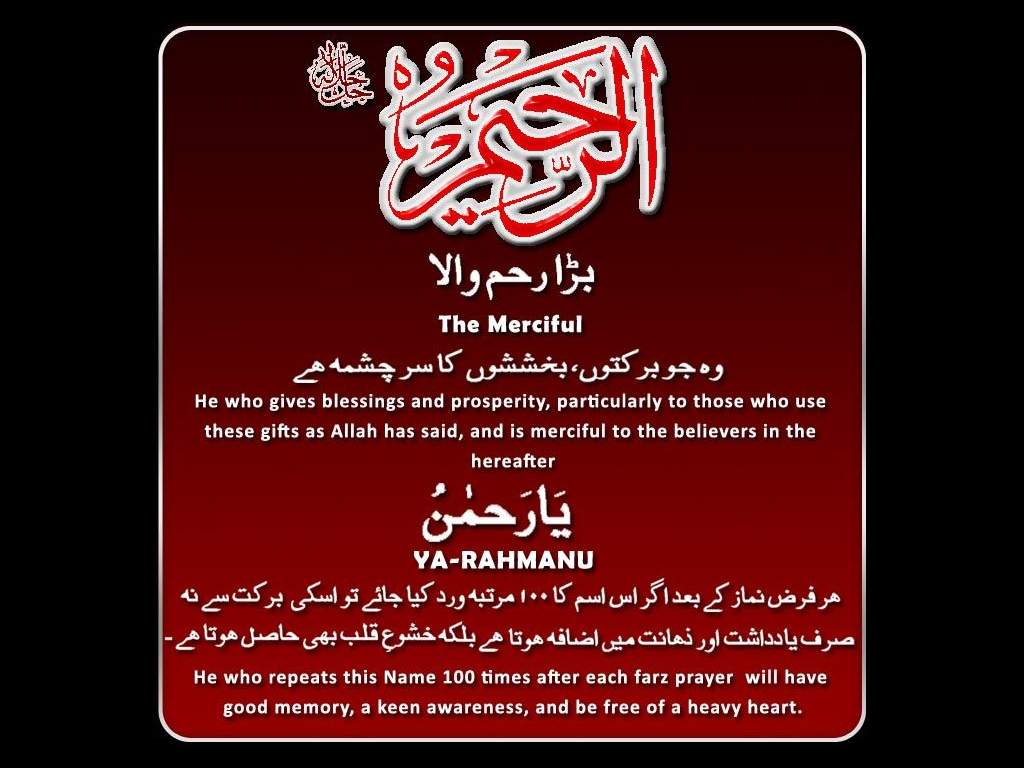 الرحیم
جل جلاله
بڑا رحم والا
The Merciful
وہ جو برکتوں، بخششوں کا سر چشمہ ہے
He who gives blessings and prosperity, particularly to those who use
these gifts as Allah has said, and is merciful to the believers in the
hereafter
يَارَحمٰنُ
YA-RAHMANU
ہر فرض نماز کے بعد اگر اس اسم کا ۱۰۰ مرتبہ ورد کیا جائے تو اسکی برکت سے نہ
صرف یادداشت اور ذہانت میں اضافہ ہوتا ہے بلکہ خشوعِ قلب بھی حاصل ہوتا ہے۔
He who repeats this Name 100 times after each farz prayer will have
good memory, a keen awareness, and be free of a heavy heart.